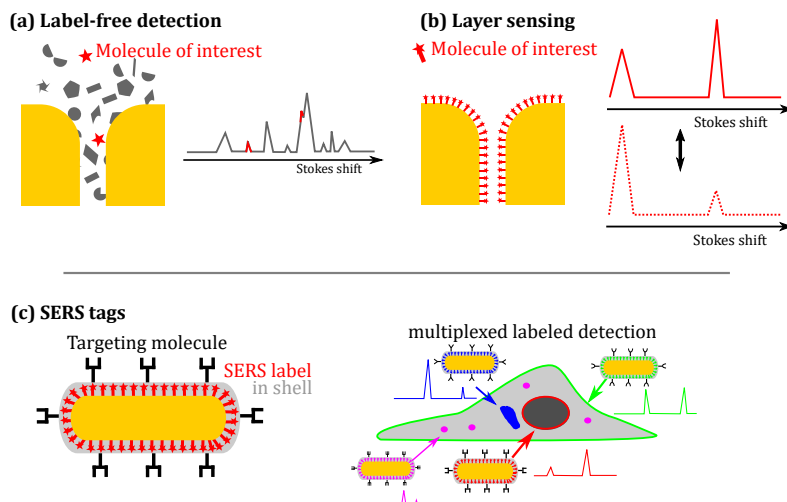 (a) Label-free detection
Molecule of interest
Stokes shift
(b) Layer sensing
Molecule of interest
Stokes shift
Stokes shift
(c) SERS tags
Targeting molecule
SERS label
in shell
multiplexed labeled detection